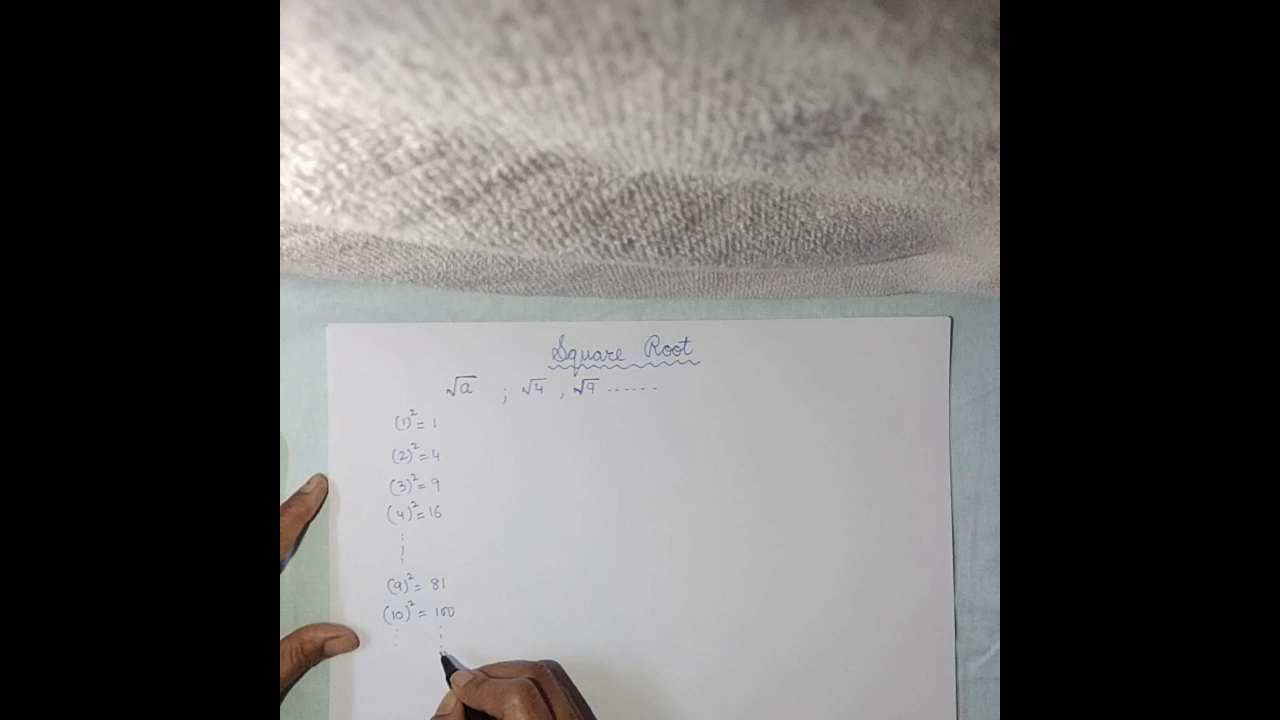 Square Root
√a ; √4 , √9 ------
(1)² = 1
(2)² = 4
(3)² = 9
(4)² = 16
(9)² = 81
(10)² = 100